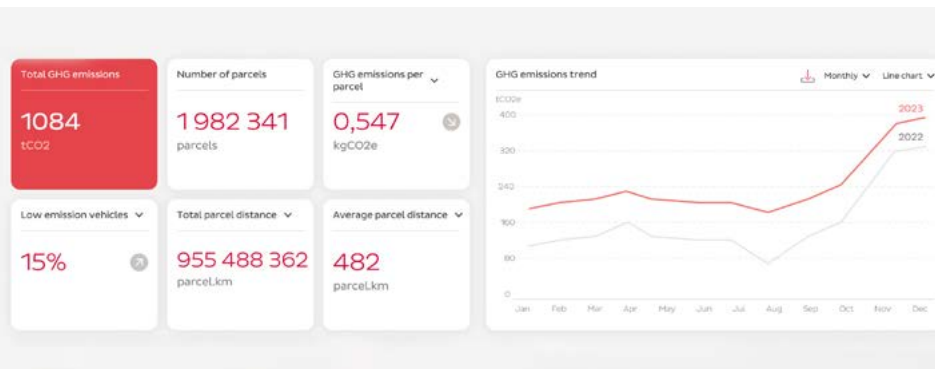 Total GHG emissions
1084
tCO2
Number of parcels
1 982 341
parcels
GHG emissions per
parcel
0,547
kgCO2e
Low emission vehicles
15%
Total parcel distance
955 488 362
parcel.km
Average parcel distance
482
parcel.km
GHG emissions trend
Monthly
Line chart
tCO2e
400
320
240
160
80
0
2023
2022
Jan Feb Mar Apr May Jun Jul Aug Sep Oct Nov Dec